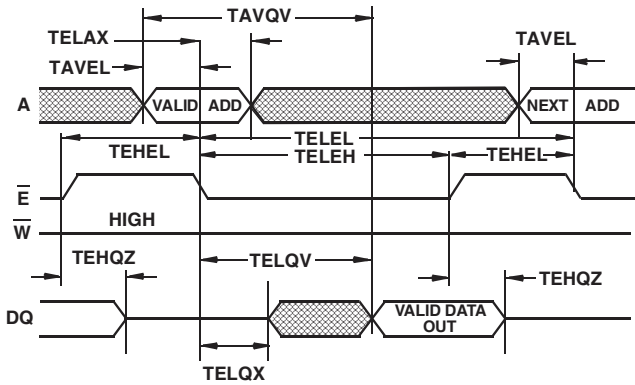 TAVQV
TELAX
TAVEL
TAVEL
A
VALID ADD
NEXT ADD
TEHEL
TELEL
TELEH
TEHEL
E
W
HIGH
TEHQZ
TELQV
TEHQZ
DQ
VALID DATA
OUT
TELQX